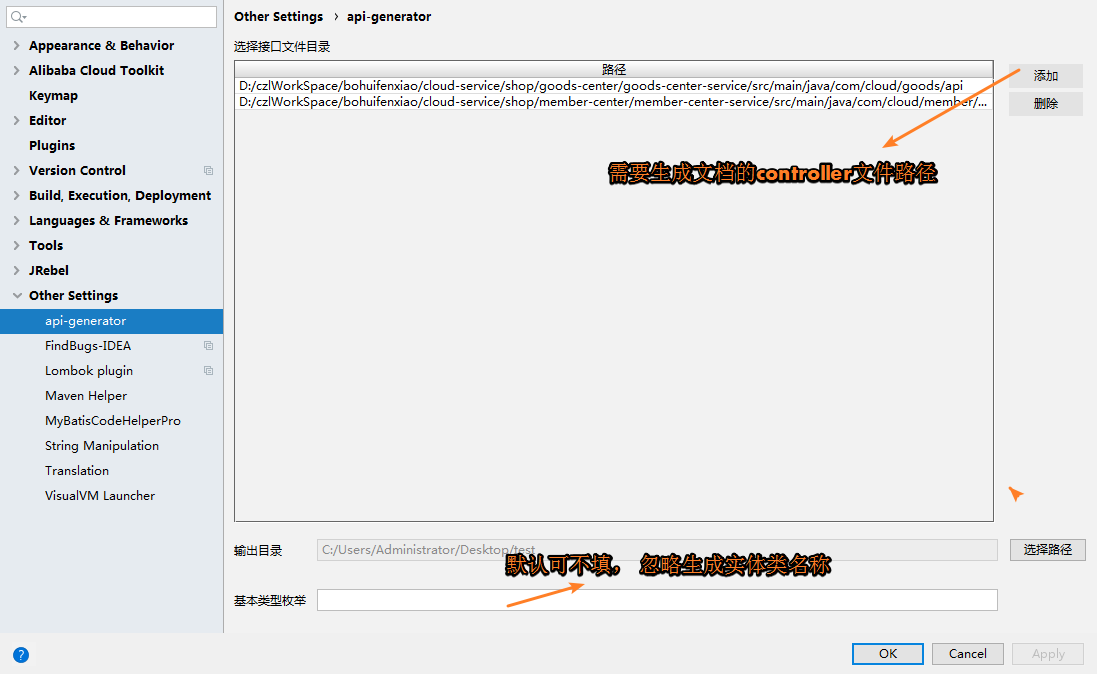 Other Settings › api-generator
Appearance & Behavior
Alibaba Cloud Toolkit
Keymap
Editor
Plugins
Version Control
Build, Execution, Deployment
Languages & Frameworks
Tools
JRebel
Other Settings
api-generator
FindBugs-IDEA
Lombok plugin
Maven Helper
MyBatisCodeHelperPro
String Manipulation
Translation
VisualVM Launcher
选择接口文件目录
路径
D:/czlWorkSpace/bohuifenxiao/cloud-service/shop/goods-center/goods-center-service/src/main/java/com/cloud/goods/api
D:/czlWorkSpace/bohuifenxiao/cloud-service/shop/member-center/member-center-service/src/main/java/com/cloud/member/...
添加
删除
需要生成文档的controller文件路径
输出目录 C:/Users/Administrator/Desktop/test 选择路径
默认可不填， 忽略生成实体类名称
基本类型枚举
? OK Cancel Apply